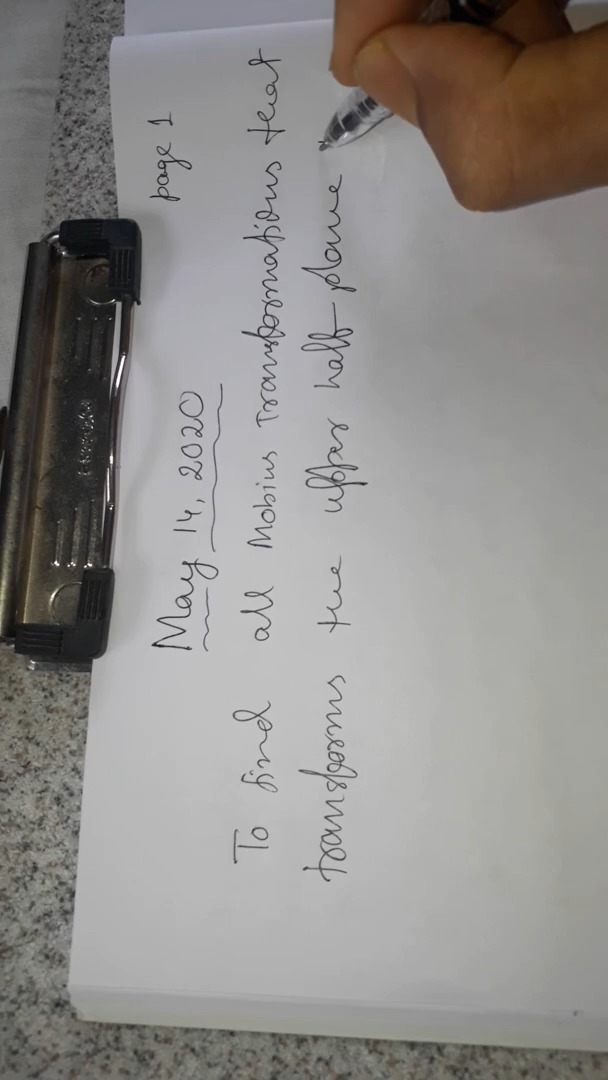 page 1
May 14, 2020
To find all Mobius Transformations that
transforms the upper half-plane